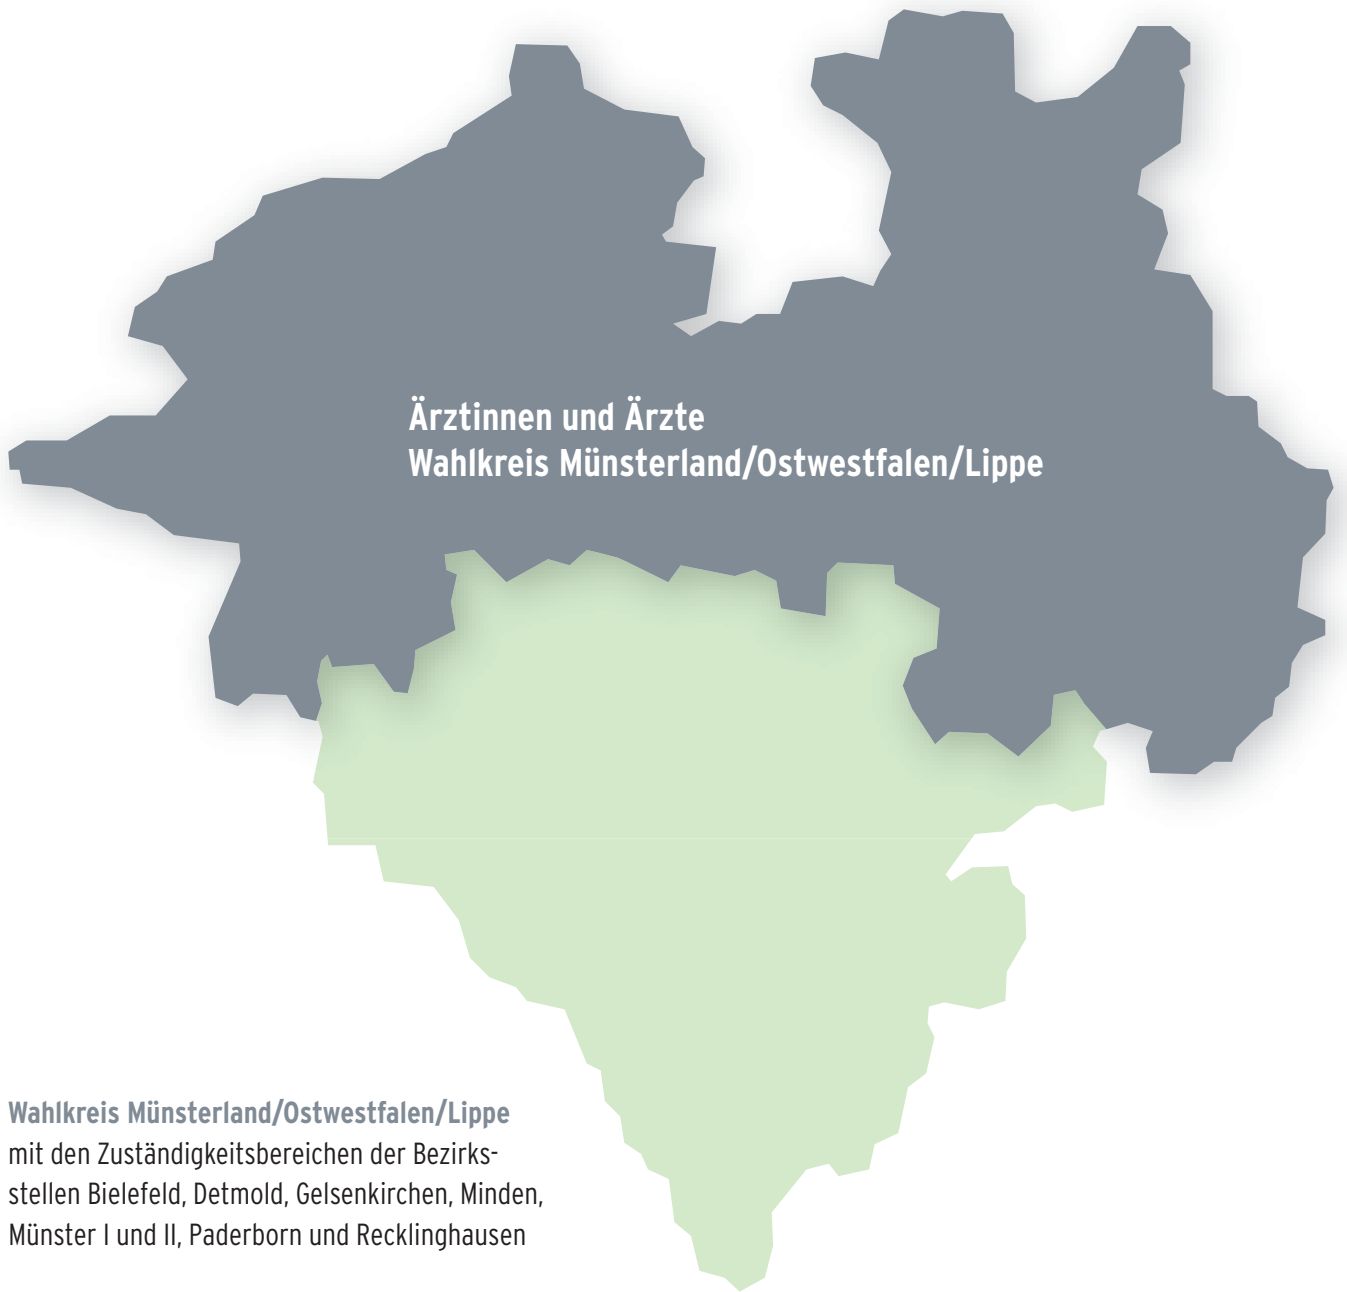 Ärztinnen und Ärzte
Wahlkreis Münsterland/Ostwestfalen/Lippe
Wahlkreis Münsterland/Ostwestfalen/Lippe
mit den Zuständigkeitsbereichen der Bezirks-
stellen Bielefeld, Detmold, Gelsenkirchen, Minden,
Münster I und II, Paderborn und Recklinghausen